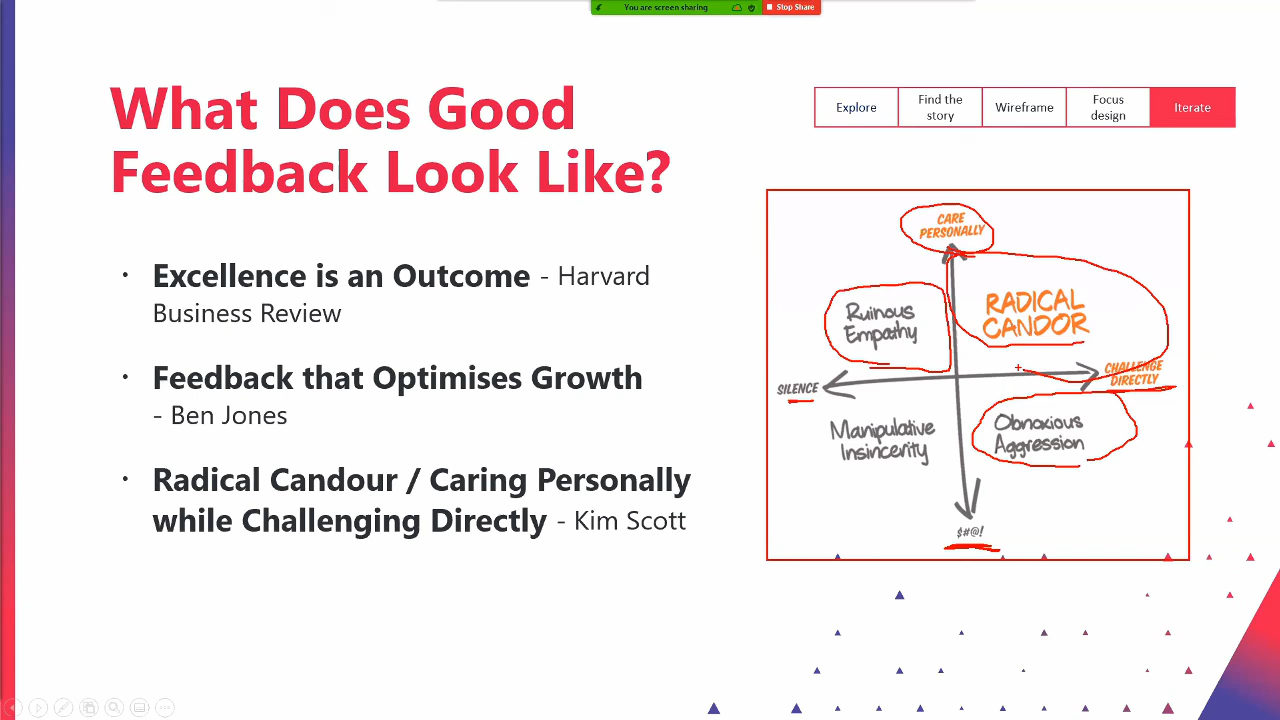 You are screen sharing
Stop Share
What Does Good
Feedback Look Like?
Explore
Find the
story
Wireframe
Focus
design
Iterate
• Excellence is an Outcome - Harvard
Business Review
• Feedback that Optimises Growth
- Ben Jones
• Radical Candour / Caring Personally
while Challenging Directly - Kim Scott
CARE
PERSONALLY
Ruinous
Empathy
RADICAL
CANDOR
SILENCE
CHALLENGE
DIRECTLY
Manipulative
Insincerity
Obnoxious
Aggression
$#@!